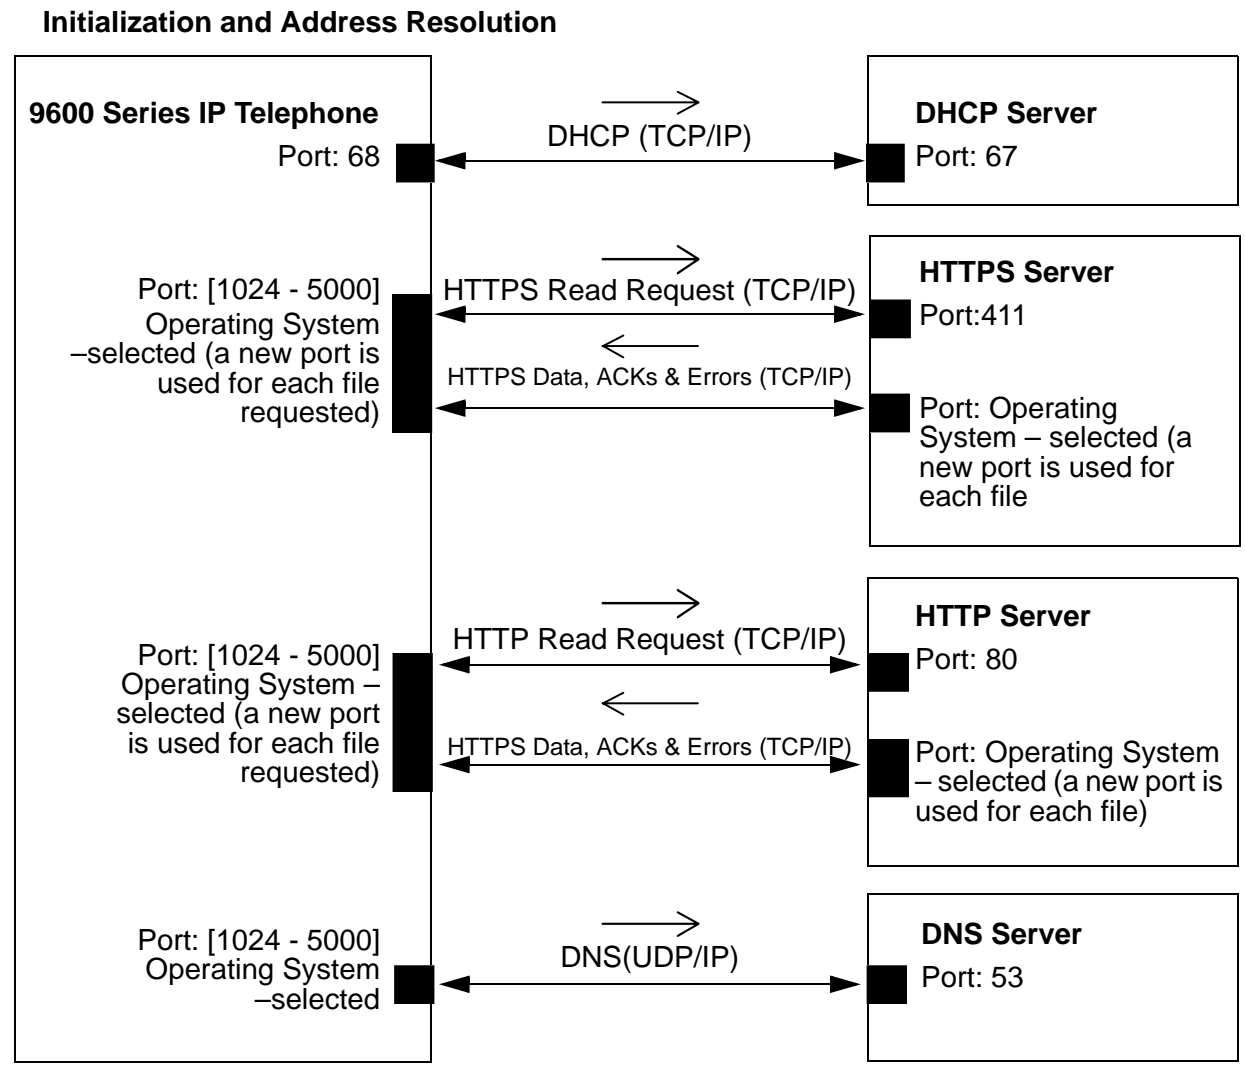 Initialization and Address Resolution
9600 Series IP Telephone
Port: 68
DHCP (TCP/IP)
DHCP Server
Port: 67
Port: [1024 - 5000]
Operating System
–selected (a new port is
used for each file
requested)
HTTPS Read Request (TCP/IP)
HTTPS Data, ACKs & Errors (TCP/IP)
HTTPS Server
Port:411
Port: Operating
System – selected (a
new port is used for
each file
Port: [1024 - 5000]
Operating System –
selected (a new port
is used for each file
requested)
HTTP Read Request (TCP/IP)
HTTPS Data, ACKs & Errors (TCP/IP)
HTTP Server
Port: 80
Port: Operating System
– selected (a new port is
used for each file)
Port: [1024 - 5000]
Operating System
–selected
DNS(UDP/IP)
DNS Server
Port: 53